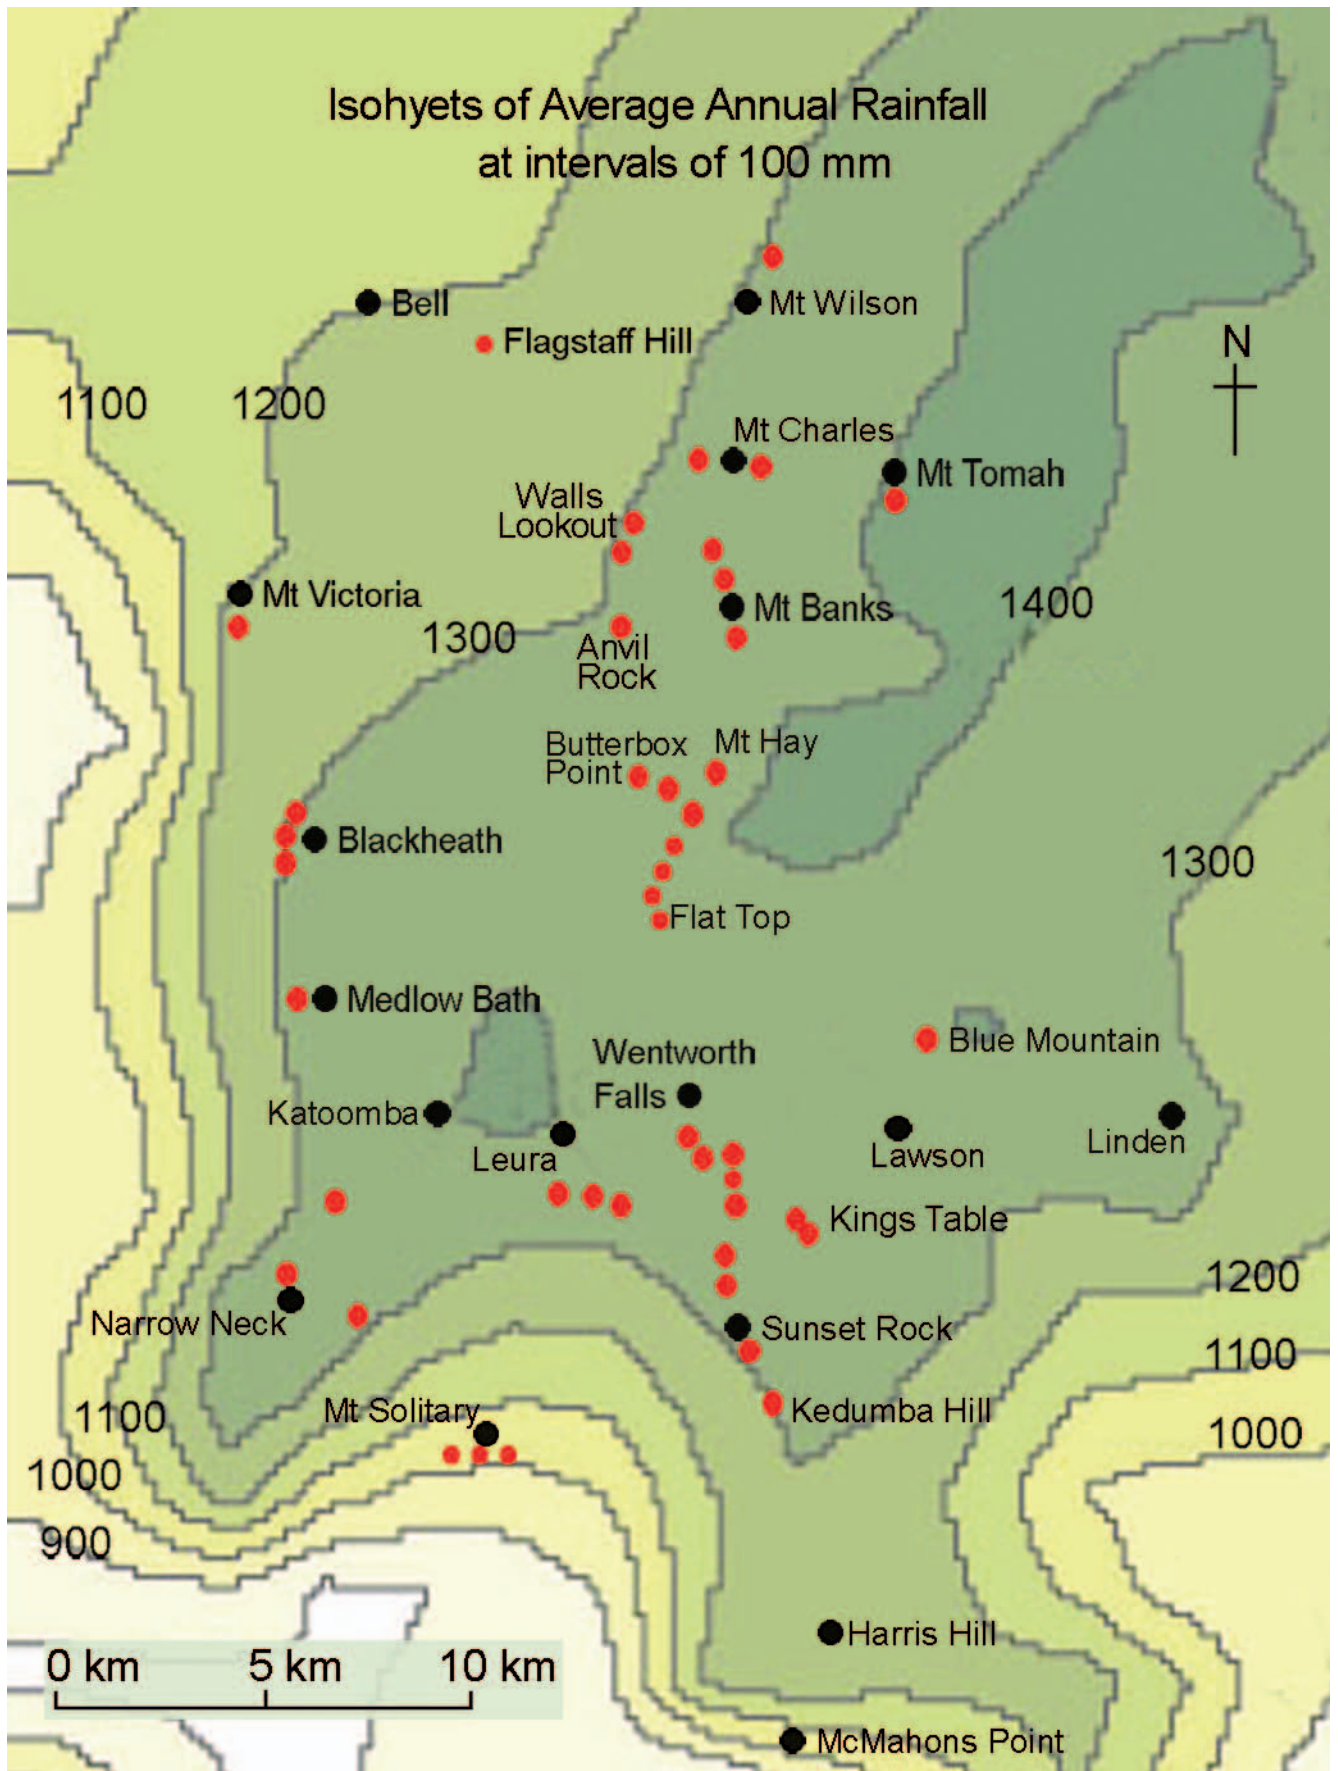 Isohyets of Average Annual Rainfall
at intervals of 100 mm
Bell
Mt Wilson
Flagstaff Hill
N
1100
1200
Mt Charles
Mt Tomah
Walls
Lookout
Mt Victoria
1400
Mt Banks
1300
Anvil
Rock
Butterbox
Point
Mt Hay
Blackheath
1300
Flat Top
Medlow Bath
Blue Mountain
Wentworth
Falls
Katoomba
Leura
Lawson
Linden
Kings Table
1200
Narrow Neck
Sunset Rock
1100
Mt Solitary
Kedumba Hill
1100
1000
1000
900
Harris Hill
0 km
5 km
10 km
McMahons Point